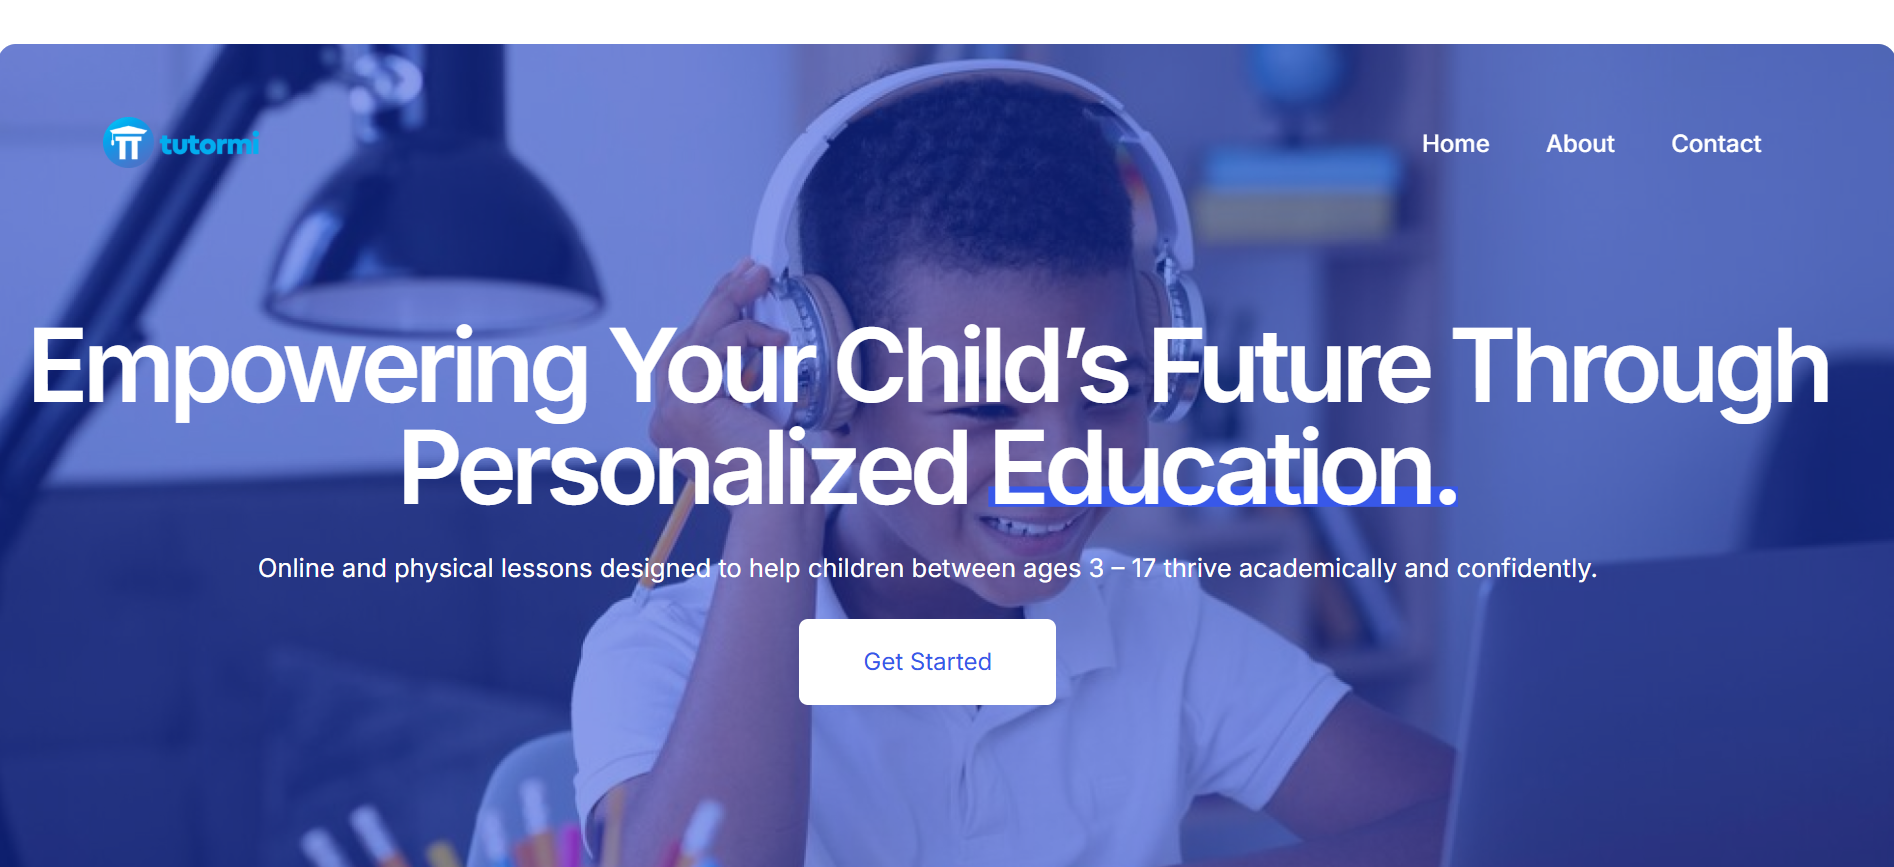 tutormi
Home About Contact
Empowering Your Child’s Future Through
Personalized Education.
Online and physical lessons designed to help children between ages 3 – 17 thrive academically and confidently.
Get Started